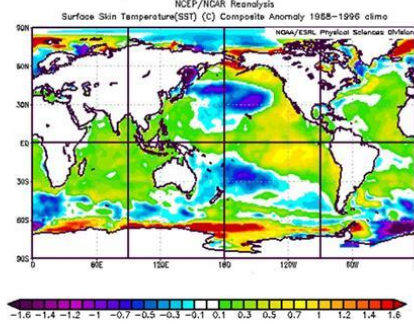 NCEP/NCAR Reanalysis
Surface Skin Temperature(SST) (C) Composite Anomaly 1988-1996 climo
NOAA/ESRL Physical Sciences Division
90N
60N
30N
EQ
30S
60S
90S
0 60E 120E 180 120W 60W
-1.6 -1.4 -1.2 -1 -0.7 -0.5 -0.3 -0.1 0.1 0.3 0.5 0.7 1 1.2 1.4 1.6